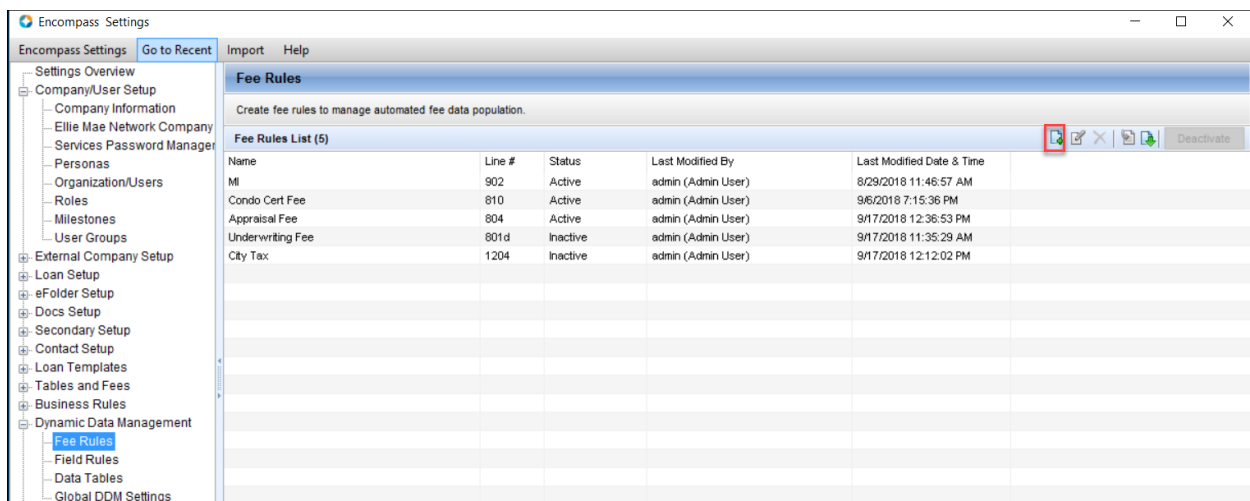 Encompass Settings
Encompass Settings Go to Recent Import Help
Settings Overview
Company/User Setup
Company Information
Ellie Mae Network Company
Services Password Manager
Personas
Organization/Users
Roles
Milestones
User Groups
External Company Setup
Loan Setup
eFolder Setup
Docs Setup
Secondary Setup
Contact Setup
Loan Templates
Tables and Fees
Business Rules
Dynamic Data Management
Fee Rules
Field Rules
Data Tables
Global DDM Settings
Fee Rules
Create fee rules to manage automated fee data population.
Fee Rules List (5) Deactivate
Name Line # Status Last Modified By Last Modified Date & Time
MI 902 Active admin (Admin User) 8/29/2018 11:46:57 AM
Condo Cert Fee 810 Active admin (Admin User) 9/6/2018 7:15:36 PM
Appraisal Fee 804 Active admin (Admin User) 9/17/2018 12:36:53 PM
Underwriting Fee 801d Inactive admin (Admin User) 9/17/2018 11:35:29 AM
City Tax 1204 Inactive admin (Admin User) 9/17/2018 12:12:02 PM